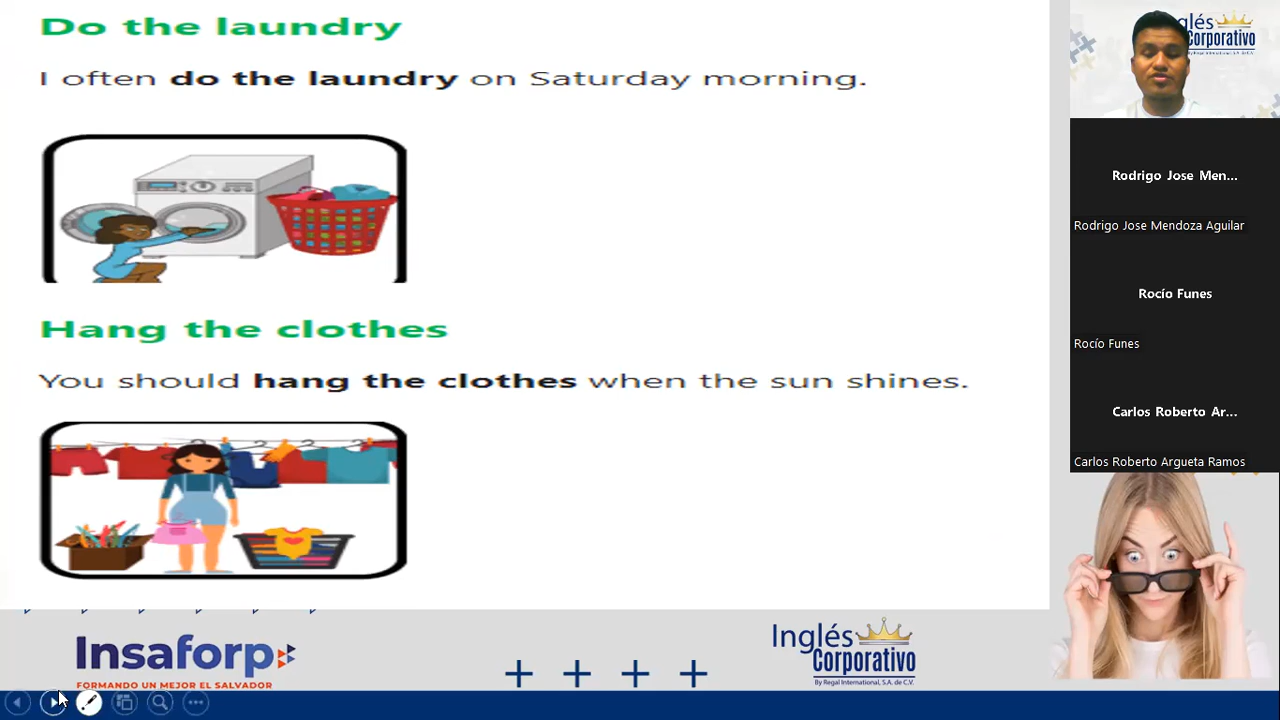 Do the laundry
I often do the laundry on Saturday morning.
Hang the clothes
You should hang the clothes when the sun shines.
Insaforp
FORMANDO UN MEJOR EL SALVADOR
Inglés
Corporativo
By Regal International, S.A. de C.V.
glés
Corporativo
Rodrigo Jose Men...
Rodrigo Jose Mendoza Aguilar
Rocío Funes
Rocío Funes
Carlos Roberto Ar...
Carlos Roberto Argueta Ramos